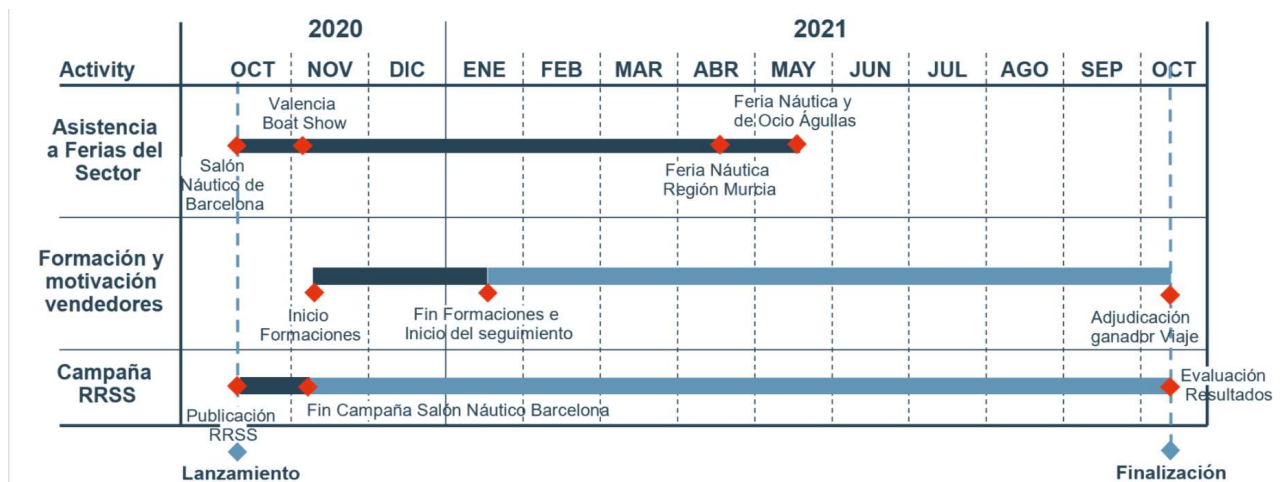 2020 2021
Activity OCT NOV DIC ENE FEB MAR ABR MAY JUN JUL AGO SEP OCT
Asistencia
a Ferias del
Sector
Valencia
Boat Show
Feria Náutica y
de Ocio Águllas
Salón
Náutico de
Barcelona
Feria Náutica
Región Murcia
Formación y
motivación
vendedores
Inicio
Formaciones
Fin Formaciones e
Inicio del seguimiento
Adjudicación
ganador Viaje
Campaña
RRSS
Publicación
RRSS
Fin Campaña Salón Náutico Barcelona
Evaluación
Resultados
Lanzamiento
Finalización